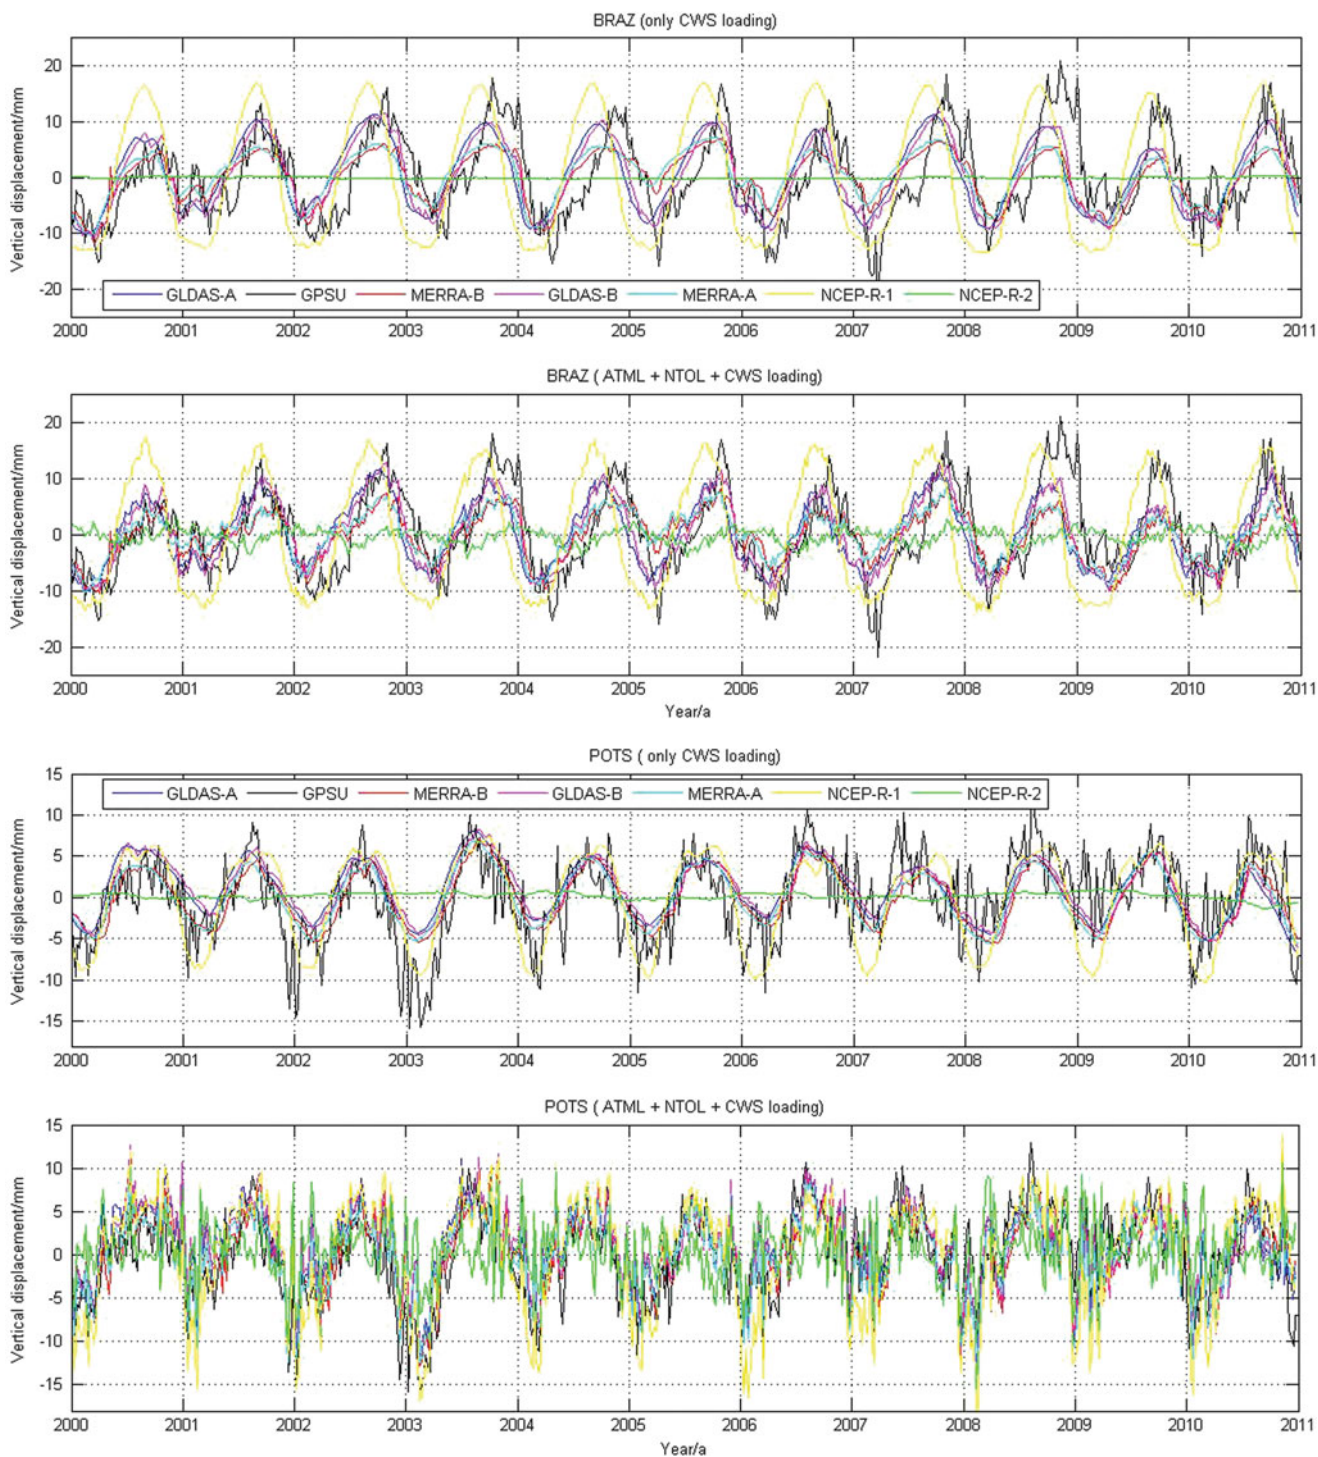 BRAZ (only CWS loading)
Vertical displacement/mm
20
10
0
-10
-20
GLDAS-A GPSU MERRA-B GLDAS-B MERRA-A NCEP-R-1 NCEP-R-2
2000 2001 2002 2003 2004 2005 2006 2007 2008 2009 2010 2011
BRAZ ( ATML + NTOL + CWS loading)
Vertical displacement/mm
20
10
0
-10
-20
2000 2001 2002 2003 2004 2005 2006 2007 2008 2009 2010 2011
Year/a
POTS ( only CWS loading)
Vertical displacement/mm
15
10
5
0
-5
-10
-15
GLDAS-A GPSU MERRA-B GLDAS-B MERRA-A NCEP-R-1 NCEP-R-2
2000 2001 2002 2003 2004 2005 2006 2007 2008 2009 2010 2011
POTS ( ATML + NTOL + CWS loading)
Vertical displacement/mm
15
10
5
0
-5
-10
-15
2000 2001 2002 2003 2004 2005 2006 2007 2008 2009 2010 2011
Year/a